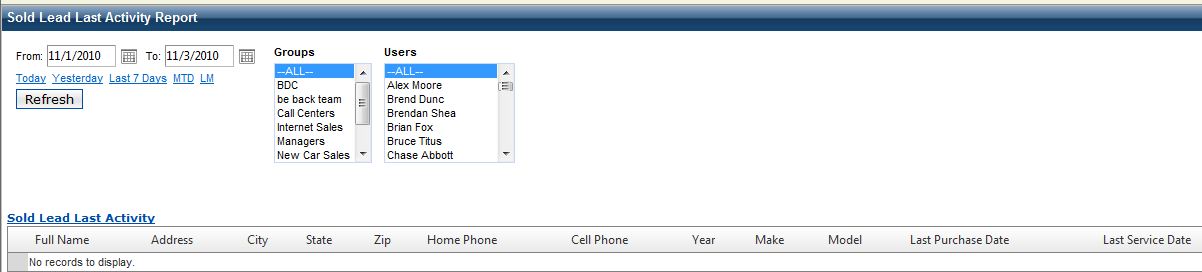 Sold Lead Last Activity Report
From: 11/1/2010 To: 11/3/2010
Today Yesterday Last 7 Days MTD LM
Refresh
Groups
--ALL--
BDC
be back team
Call Centers
Internet Sales
Managers
New Car Sales
Users
--ALL--
Alex Moore
Brend Dunc
Brendan Shea
Brian Fox
Bruce Titus
Chase Abbott
Sold Lead Last Activity
Full Name Address City State Zip Home Phone Cell Phone Year Make Model Last Purchase Date Last Service Date
No records to display.